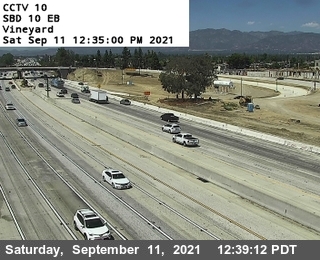 CCTV 10
SBD 10 EB
Vineyard
Sat Sep 11 12:35:00 PM 2021
Saturday, September 11, 2021 12:39:12 PDT